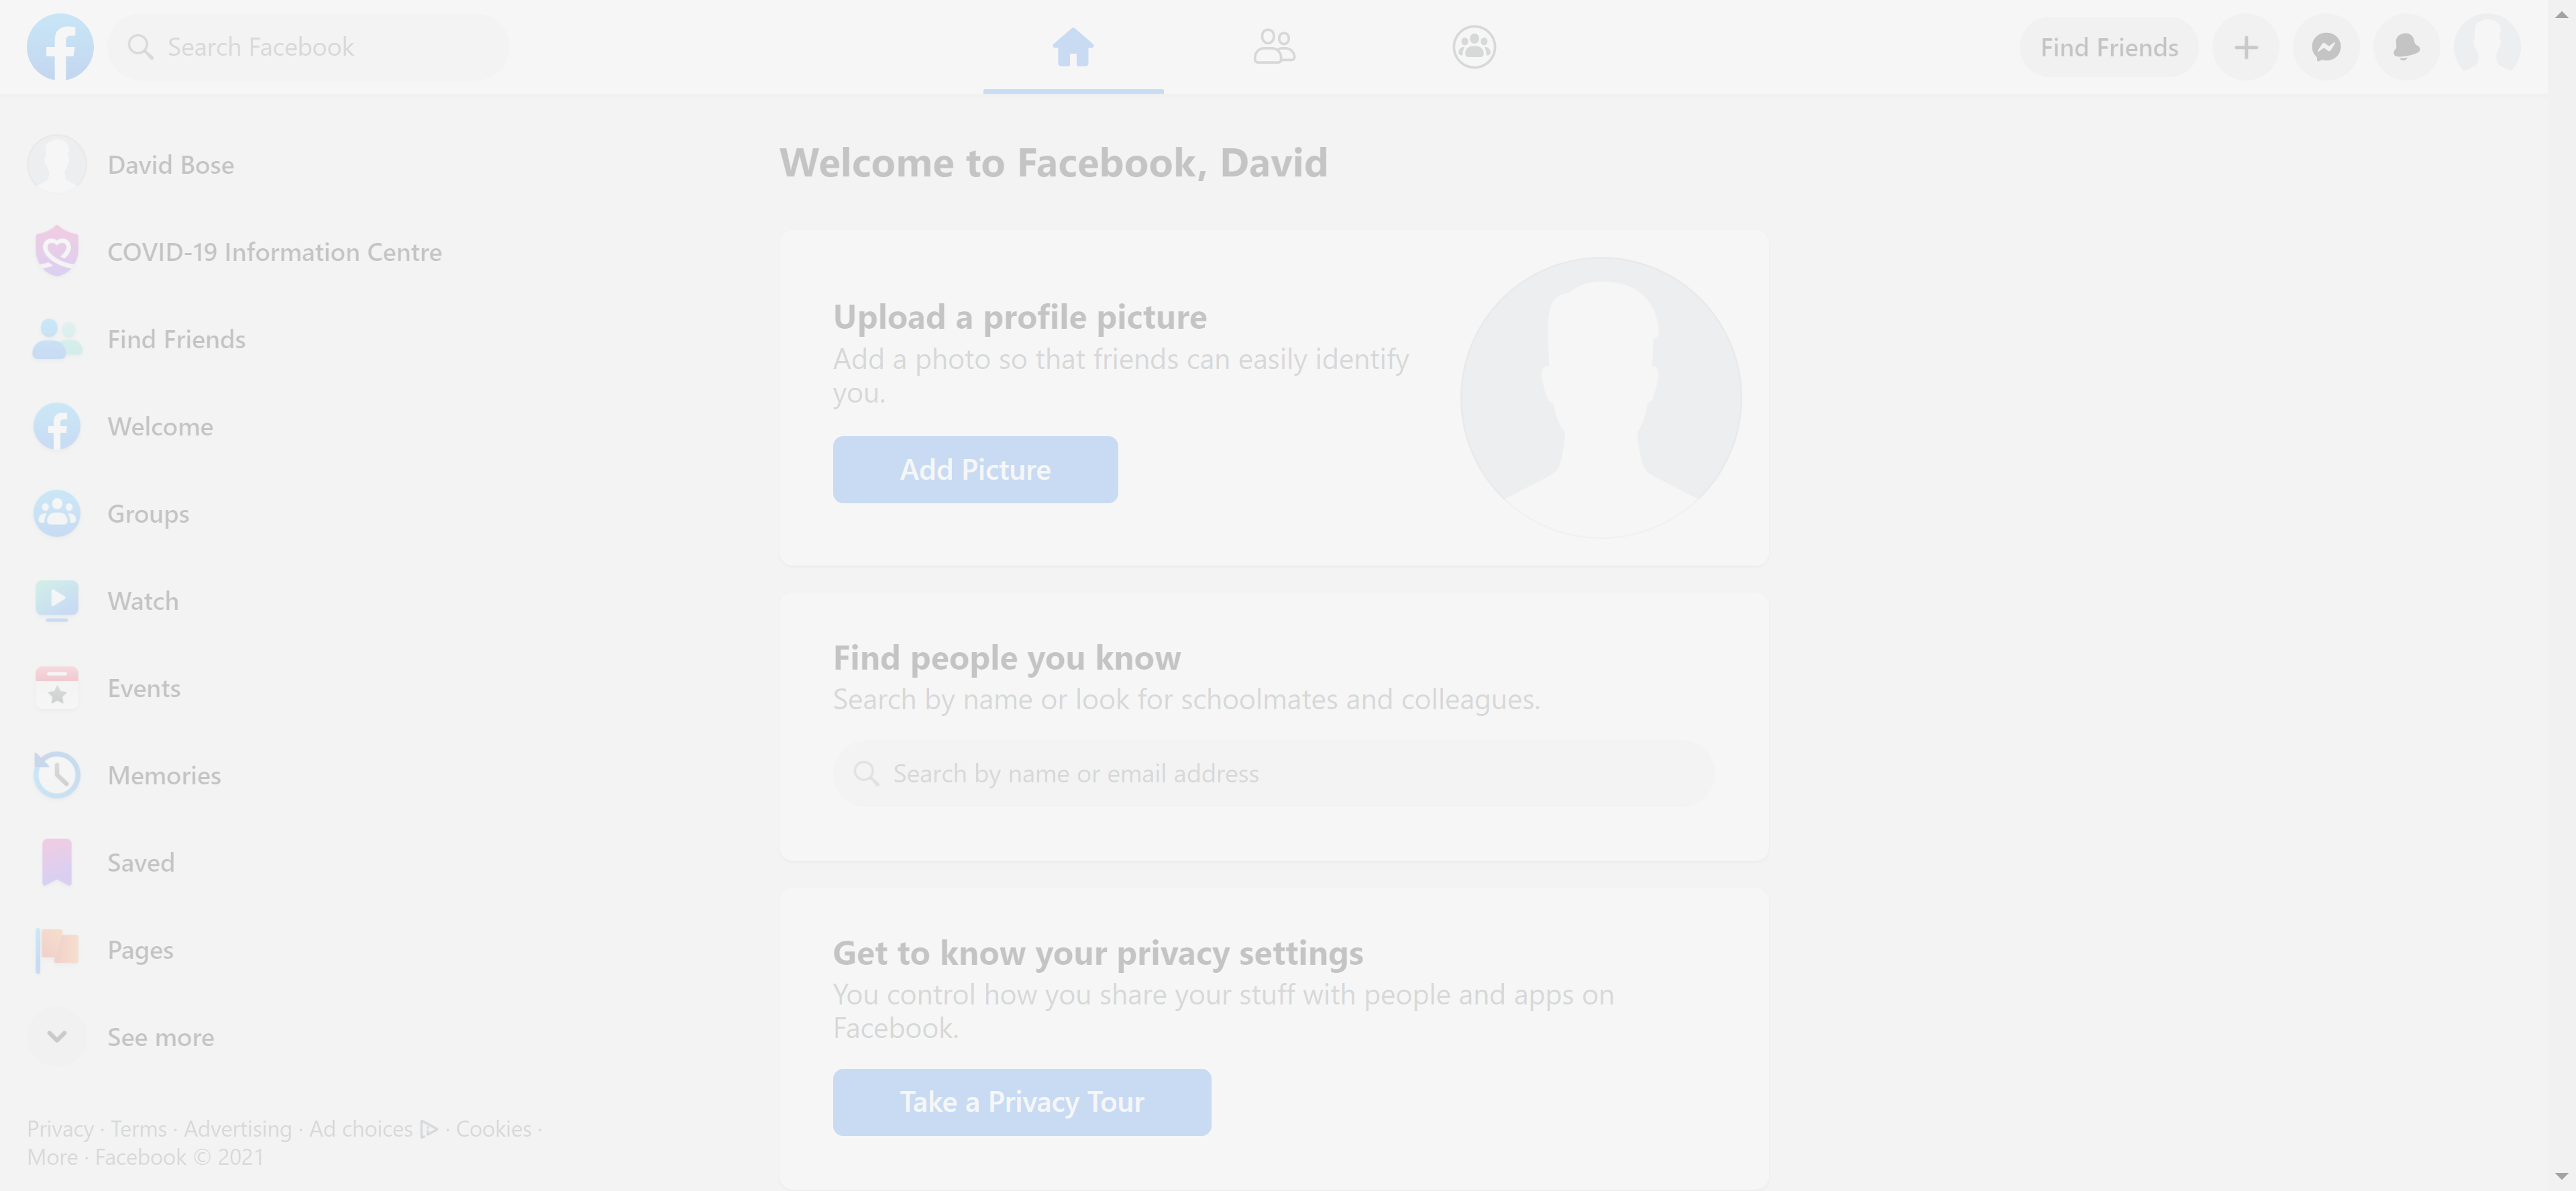 Search Facebook
Find Friends
David Bose
COVID-19 Information Centre
Find Friends
Welcome
Groups
Watch
Events
Memories
Saved
Pages
See more
Privacy · Terms · Advertising · Ad choices · Cookies ·
More · Facebook © 2021
Welcome to Facebook, David
Upload a profile picture
Add a photo so that friends can easily identify
you.
Add Picture
Find people you know
Search by name or look for schoolmates and colleagues.
Search by name or email address
Get to know your privacy settings
You control how you share your stuff with people and apps on
Facebook.
Take a Privacy Tour